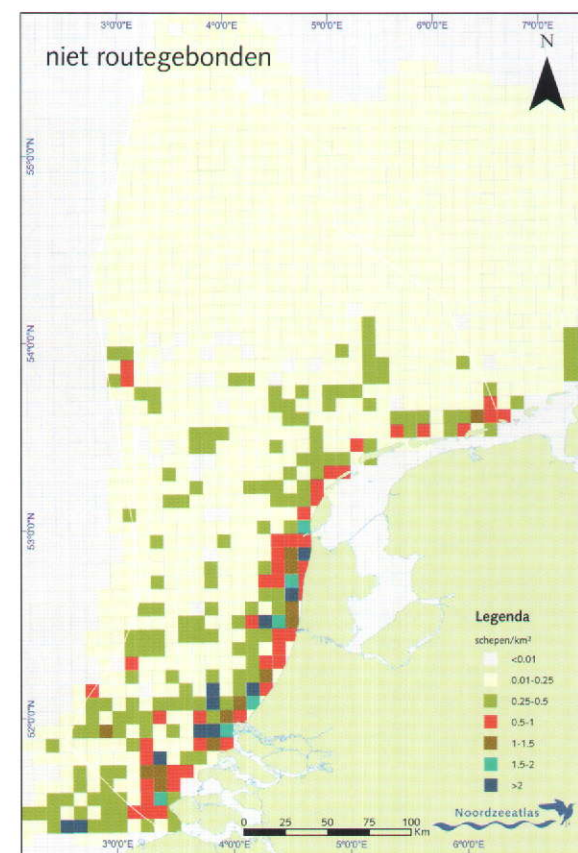 3°0'0"E 4°0'0"E 5°0'0"E 6°0'0"E 7°0'0"E
niet routegebonden
N
55°0'0"N
54°0'0"N
53°0'0"N
52°0'0"N
Legenda
schepen/km²
<0.01
0.01-0.25
0.25-0.5
0.5-1
1-1.5
1.5-2
>2
Noordzeeatlas
0 25 50 75 100
Km
3°0'0"E 4°0'0"E 5°0'0"E 6°0'0"E